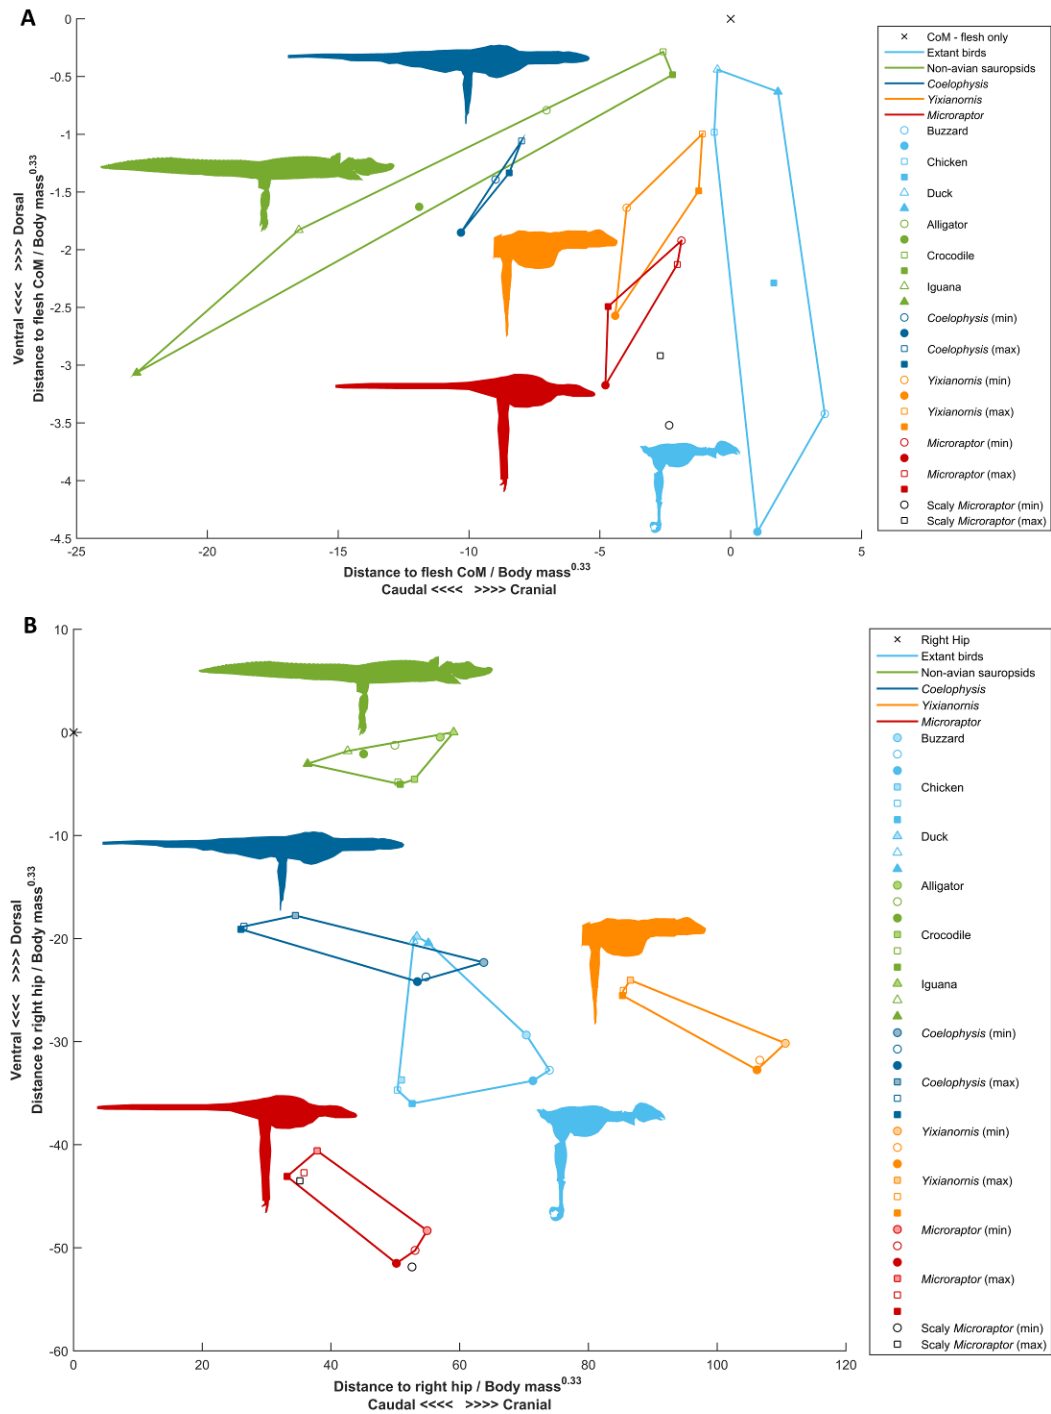 A
0
-0.5
-1
-1.5
-2
-2.5
-3
-3.5
-4
-4.5
-25
-20
-15
-10
-5
0
5
Ventral <<<< >>>> Dorsal
Distance to flesh CoM / Body mass0.33
Distance to flesh CoM / Body mass0.33
Caudal <<<< >>>> Cranial
CoM - flesh only
Extant birds
Non-avian sauropsids
Coelophysis
Yixianornis
Microraptor
Buzzard
Chicken
Duck
Alligator
Crocodile
Iguana
Coelophysis (min)
Coelophysis (max)
Yixianornis (min)
Yixianornis (max)
Microraptor (min)
Microraptor (max)
Scaly Microraptor (min)
Scaly Microraptor (max)
B
10
0
-10
-20
-30
-40
-50
-60
0
20
40
60
80
100
120
Ventral <<<< >>>> Dorsal
Distance to right hip / Body mass0.33
Distance to right hip / Body mass0.33
Caudal <<<< >>>> Cranial
Right Hip
Extant birds
Non-avian sauropsids
Coelophysis
Yixianornis
Microraptor
Buzzard
Chicken
Duck
Alligator
Crocodile
Iguana
Coelophysis (min)
Coelophysis (max)
Yixianornis (min)
Yixianornis (max)
Microraptor (min)
Microraptor (max)
Scaly Microraptor (min)
Scaly Microraptor (max)